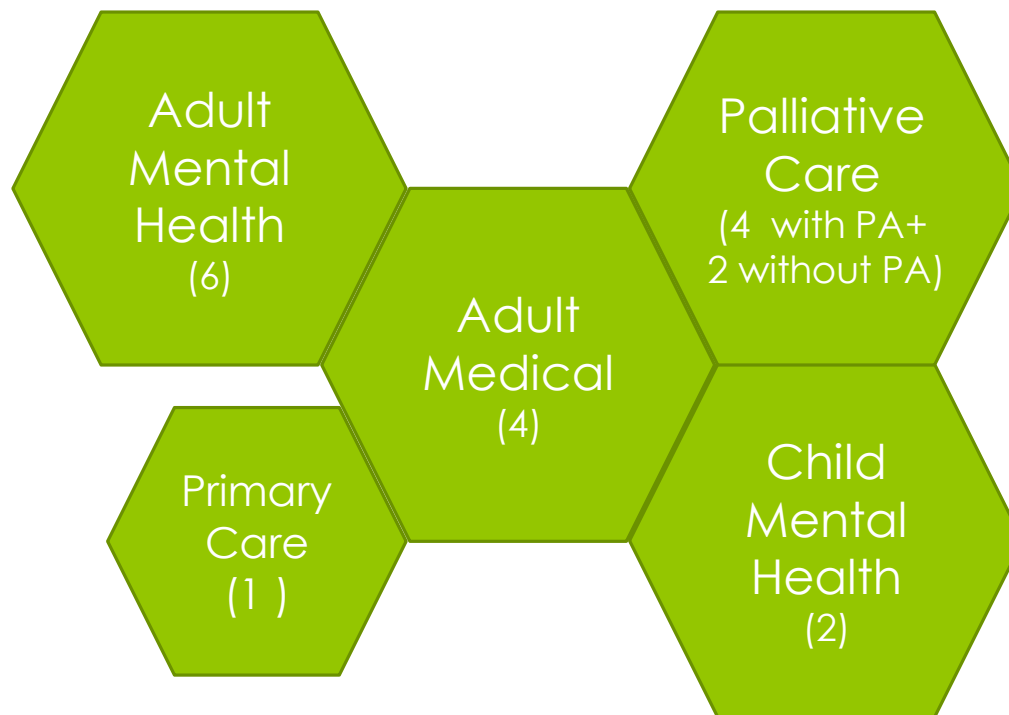 Adult
Mental
Health
(6)
Palliative
Care
(4 with PA+
2 without PA)
Adult
Medical
(4)
Primary
Care
(1 )
Child
Mental
Health
(2)